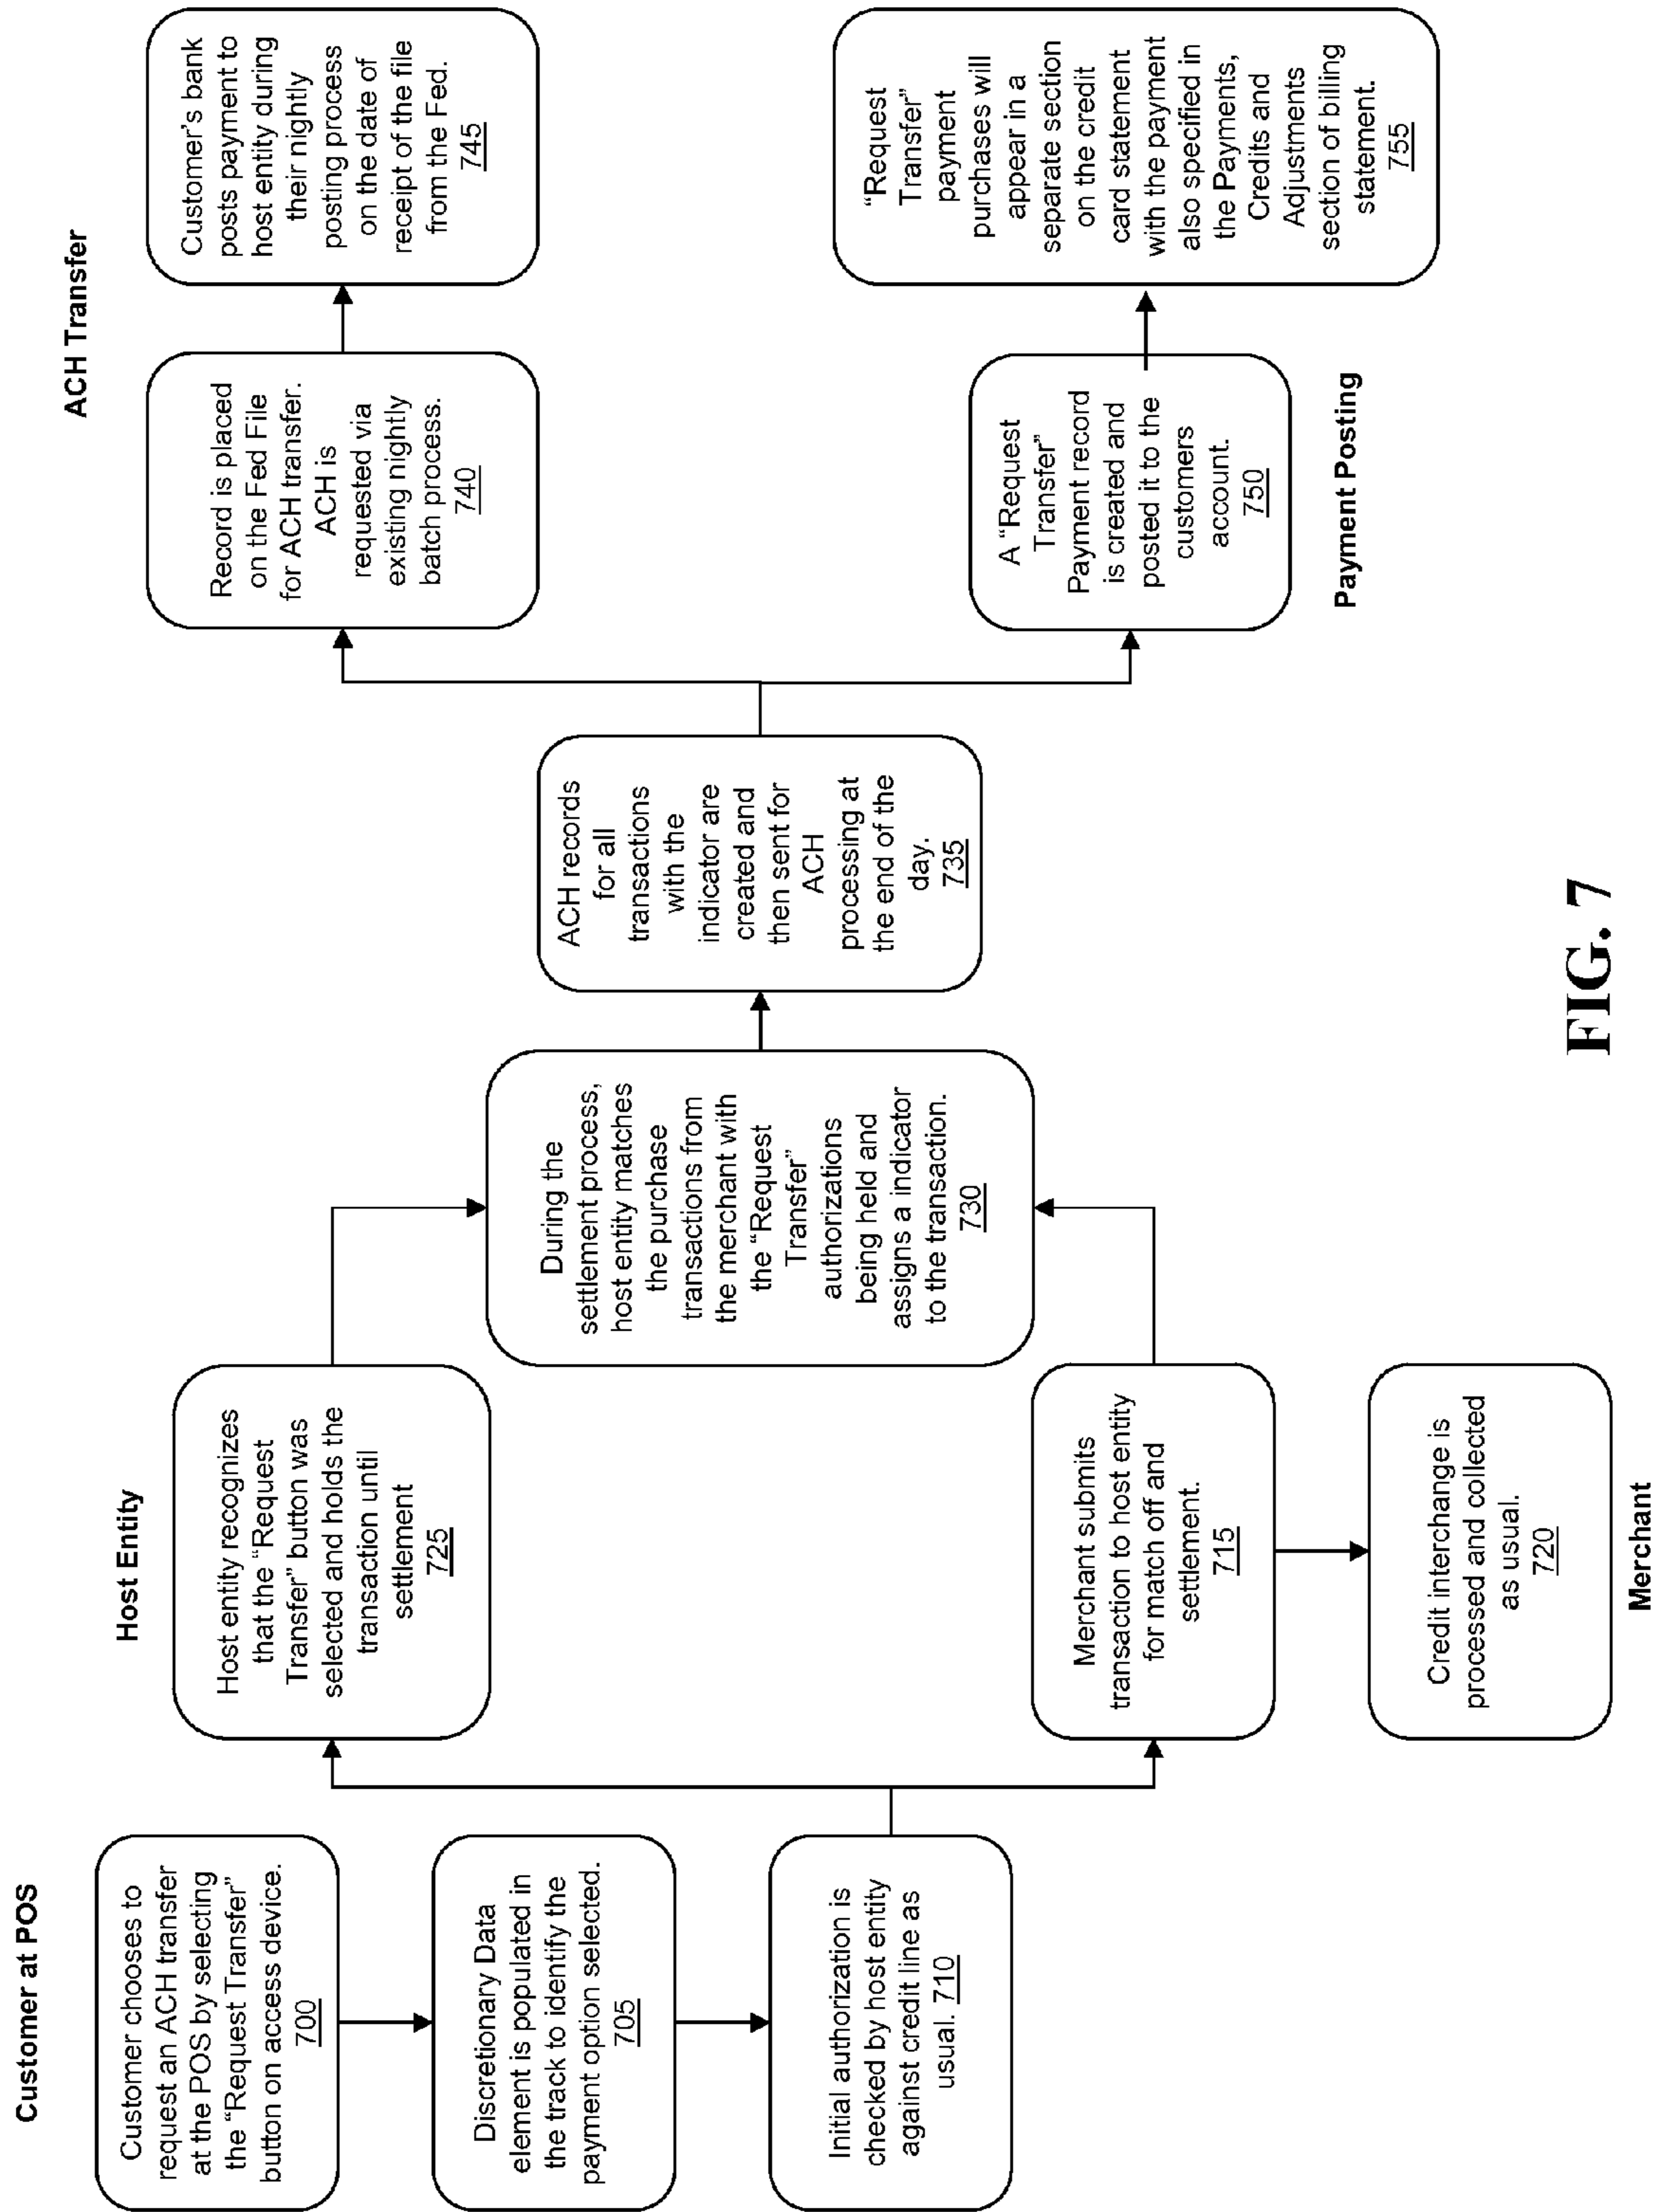 Customer at POS
Customer chooses to
request an ACH transfer
at the POS by selecting
the “Request Transfer”
button on access device.
700
Discretionary Data
element is populated in
the track to identify the
payment option selected.
705
Initial authorization is
checked by host entity
against credit line as
usual. 710
Host Entity
Host entity recognizes
that the “Request
Transfer” button was
selected and holds the
transaction until
settlement
725
Merchant submits
transaction to host entity
for match off and
settlement.
715
Credit interchange is
processed and collected
as usual.
720
Merchant
During the
settlement process,
host entity matches
the purchase
transactions from
the merchant with
the “Request
Transfer”
authorizations
being held and
assigns a indicator
to the transaction.
730
ACH records
for all
transactions
with the
indicator are
created and
then sent for
ACH
processing at
the end of the
day.
735
ACH Transfer
Record is placed
on the Fed File
for ACH transfer.
ACH is
requested via
existing nightly
batch process.
740
Customer’s bank
posts payment to
host entity during
their nightly
posting process
on the date of
receipt of the file
from the Fed.
745
A “Request
Transfer”
Payment record
is created and
posted it to the
customers
account.
750
Payment Posting
“Request
Transfer”
payment
purchases will
appear in a
separate section
on the credit
card statement
with the payment
also specified in
the Payments,
Credits and
Adjustments
section of billing
statement.
755
FIG. 7